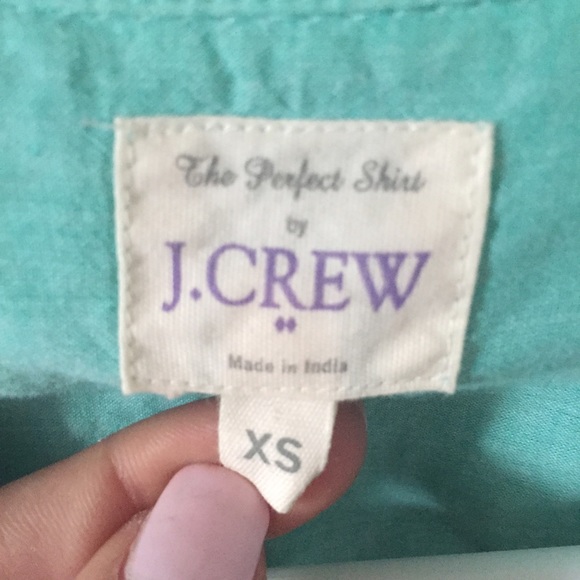 The Perfect Shirt
by
J.CREW
Made in India
XS